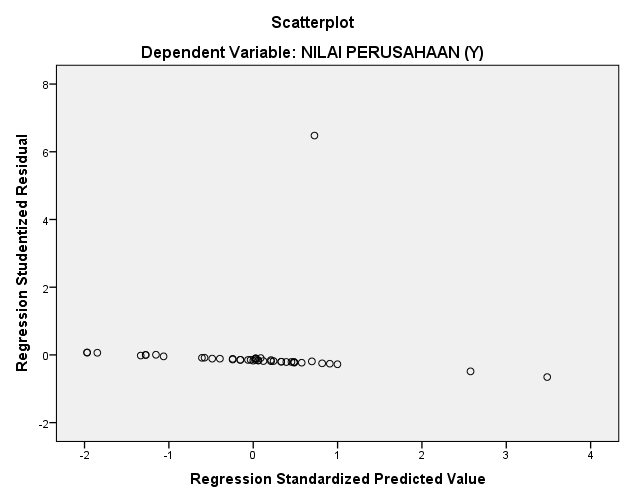 Scatterplot
Dependent Variable: NILAI PERUSAHAAN (Y)
Regression Studentized Residual
8
6
4
2
0
-2
-2 -1 0 1 2 3 4
Regression Standardized Predicted Value